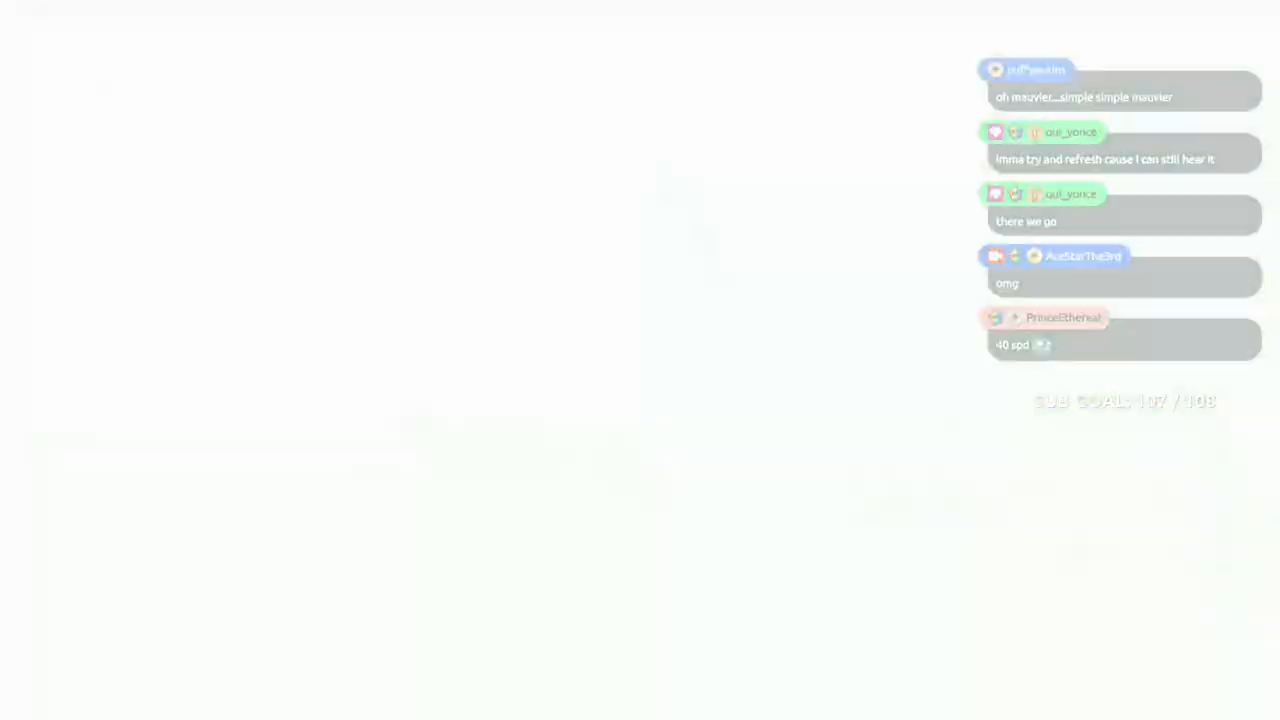 oh mauvier...simple simple mauvier
oui_yonce
imma try and refresh cause I can still hear it
oui_yonce
there we go
AceStarThe3rd
omg
PrinceEthereal
40 spd
SUB GOAL: 107 / 108